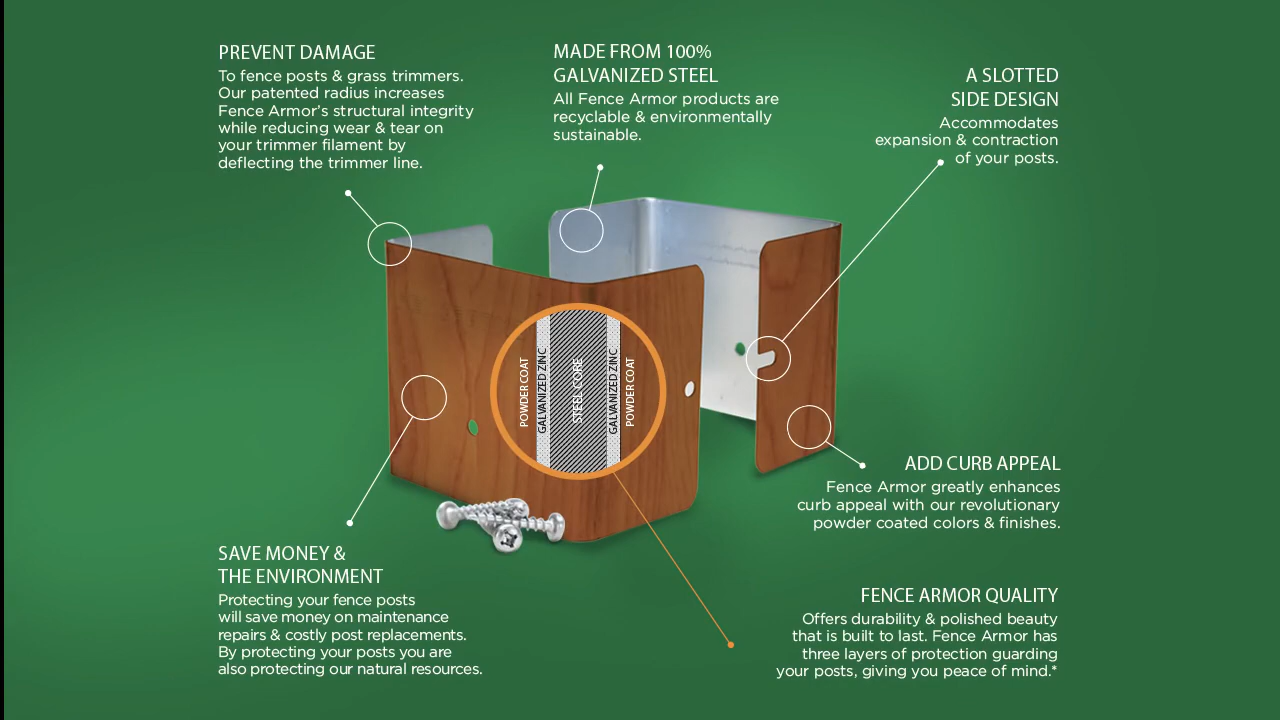 PREVENT DAMAGE
To fence posts & grass trimmers.
Our patented radius increases
Fence Armor's structural integrity
while reducing wear & tear on
your trimmer filament by
deflecting the trimmer line.
MADE FROM 100%
GALVANIZED STEEL
All Fence Armor products are
recyclable & environmentally
sustainable.
A SLOTTED
SIDE DESIGN
Accommodates
expansion & contraction
of your posts.
POWDER COAT
GALVANIZED ZINC
STEEL CORE
GALVANIZED ZINC
POWDER COAT
ADD CURB APPEAL
Fence Armor greatly enhances
curb appeal with our revolutionary
powder coated colors & finishes.
SAVE MONEY &
THE ENVIRONMENT
Protecting your fence posts
will save money on maintenance
repairs & costly post replacements.
By protecting your posts you are
also protecting our natural resources.
FENCE ARMOR QUALITY
Offers durability & polished beauty
that is built to last. Fence Armor has
three layers of protection guarding
your posts, giving you peace of mind.*